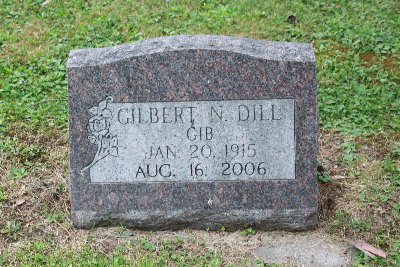 GILBERT N. DILL
GIB
JAN. 20, 1915
AUG. 16, 2006